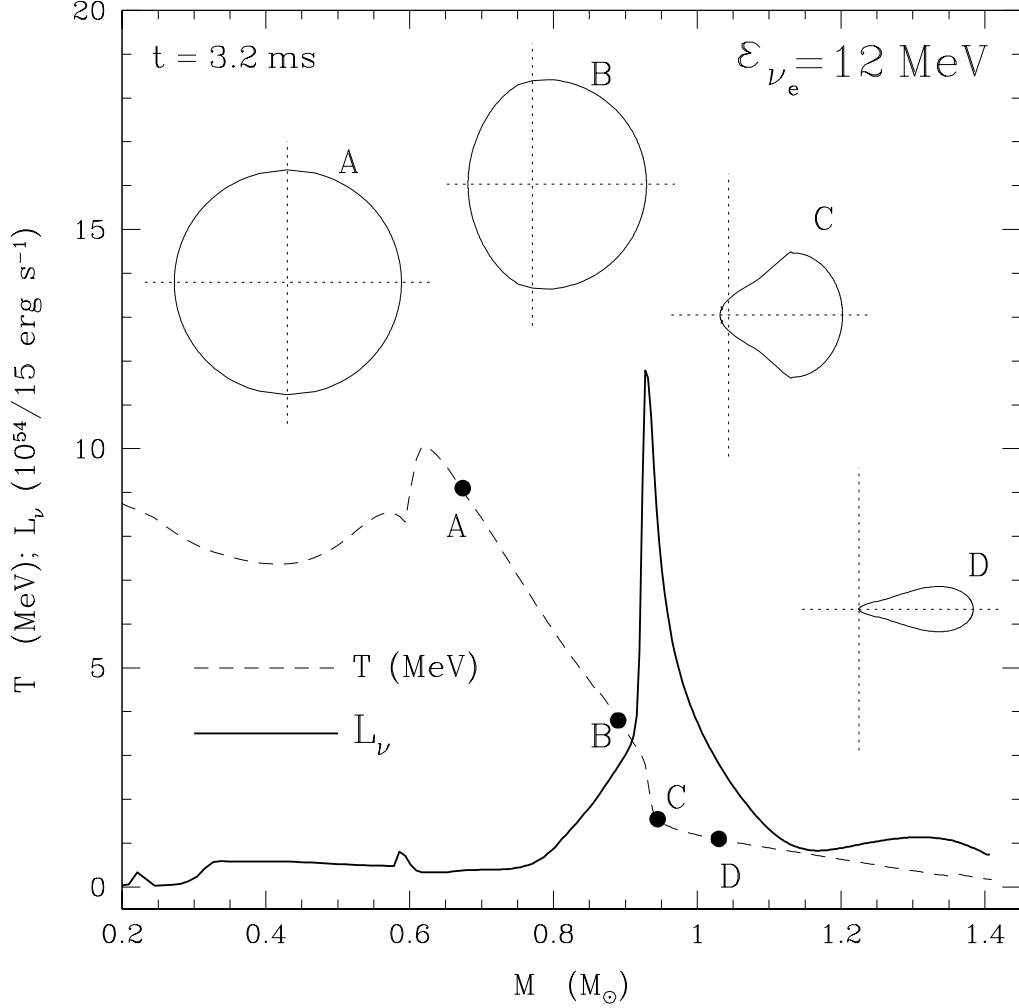 t = 3.2 ms
ε_νe = 12 MeV
A
B
C
D
T (MeV); L_ν (10^54/15 erg s^−1)
20
15
10
5
0
A
B
C
D
T (MeV)
L_ν
0.2 0.4 0.6 0.8 1 1.2 1.4
M (M_⊙)